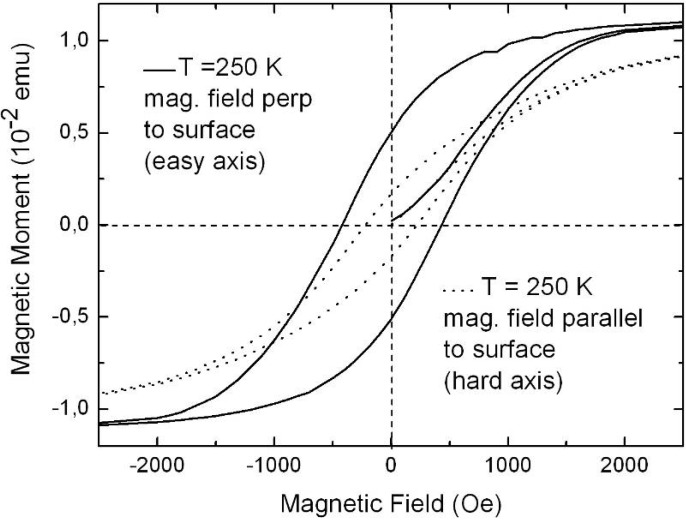 1,0
0,5
0.0
-0,5
-1,0
Magnetic Moment (10⁻² emu)
T =250 K
mag. field perp
to surface
(easy axis)
T = 250 K
mag. field parallel
to surface
(hard axis)
-2000 -1000 0 1000 2000
Magnetic Field (Oe)